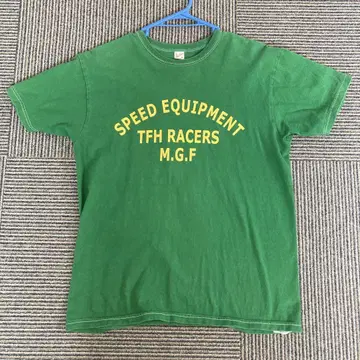 SPEED EQUIPMENT
TFH RACERS
M.G.F